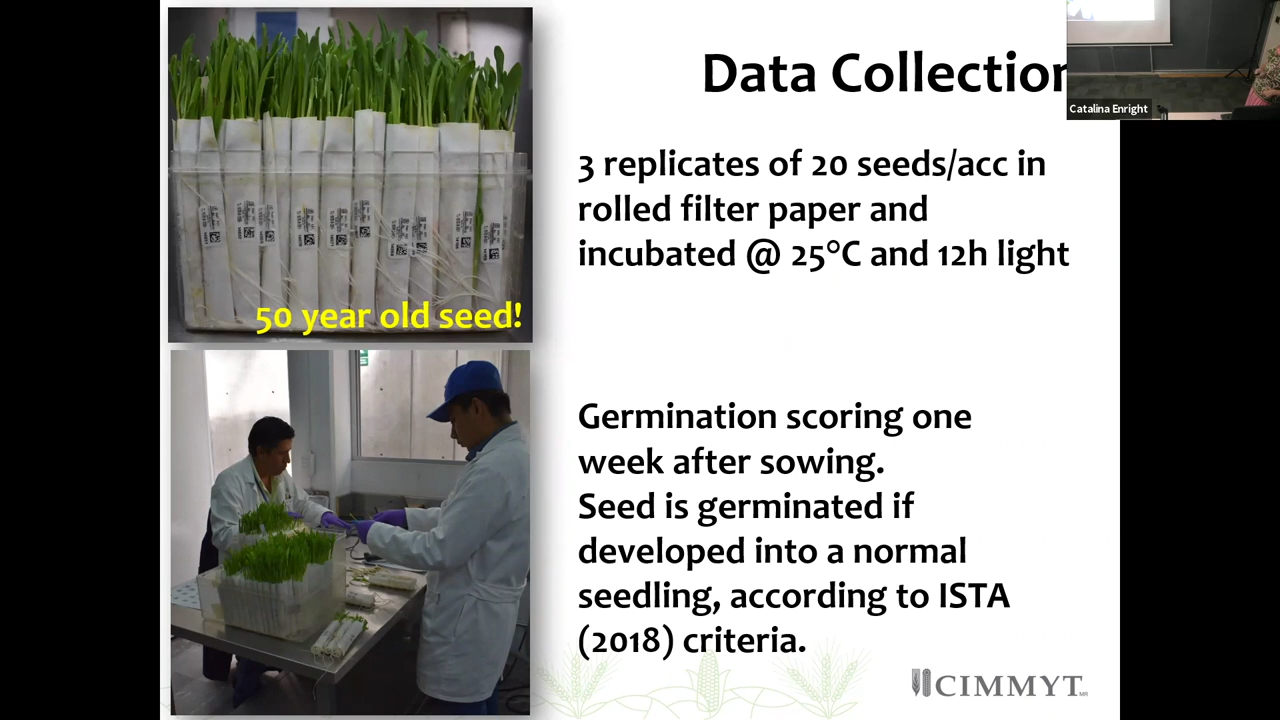 Data Collection
Catalina Enright
3 replicates of 20 seeds/acc in
rolled filter paper and
incubated @ 25°C and 12h light
50 year old seed!
Germination scoring one
week after sowing.
Seed is germinated if
developed into a normal
seedling, according to ISTA
(2018) criteria.
CIMMYT
MR